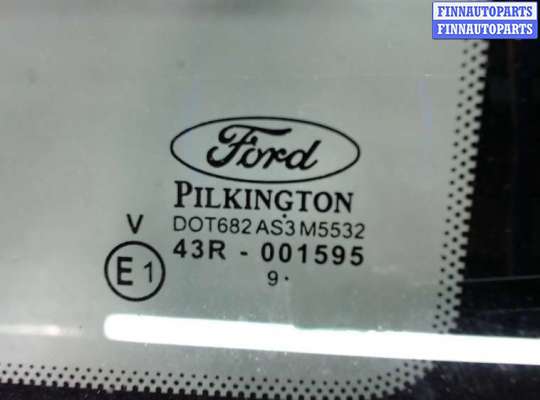 FINNAUTOPARTS
FINNAUTOPARTS
Ford
PILKINGTON
V DOT682 AS3 M5532
E1 43R - 001595
9·